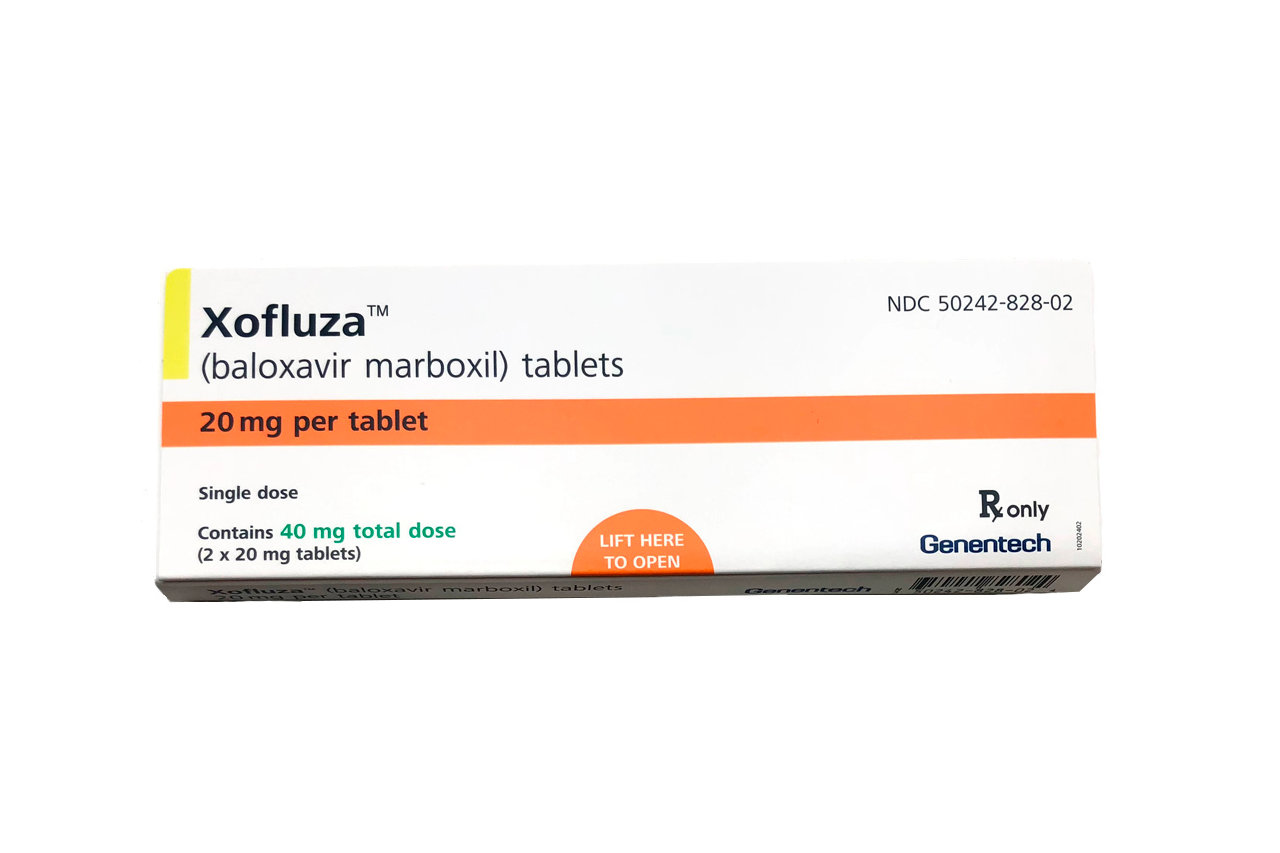 Xofluza™
(baloxavir marboxil) tablets
NDC 50242-828-02
20 mg per tablet
Single dose
Contains 40 mg total dose
(2 x 20 mg tablets)
LIFT HERE
TO OPEN
Rx only
Genentech
10202402
Xofluza™ (baloxavir marboxil) tablets
20 mg per tablet
Genentech